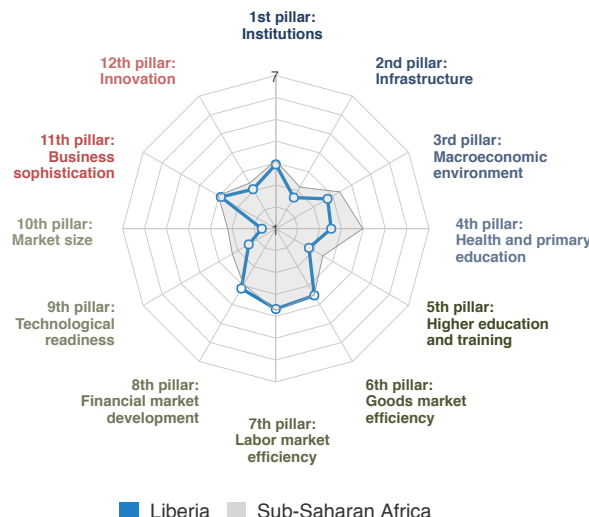 1st pillar:
Institutions
2nd pillar:
Infrastructure
3rd pillar:
Macroeconomic
environment
4th pillar:
Health and primary
education
5th pillar:
Higher education
and training
6th pillar:
Goods market
efficiency
7th pillar:
Labor market
efficiency
8th pillar:
Financial market
development
9th pillar:
Technological
readiness
10th pillar:
Market size
11th pillar:
Business
sophistication
12th pillar:
Innovation
7
1
Liberia Sub-Saharan Africa